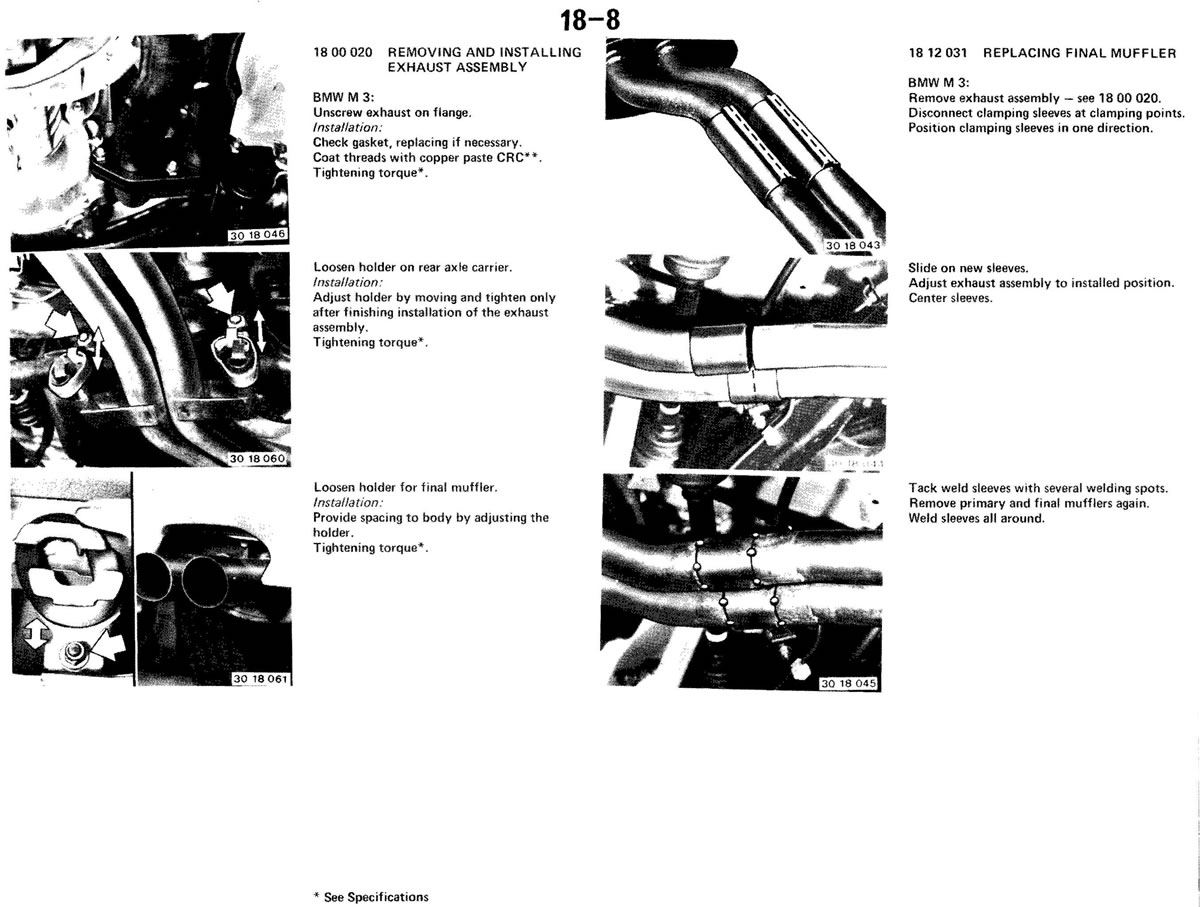 18-8
18 00 020 REMOVING AND INSTALLING
EXHAUST ASSEMBLY
BMW M 3:
Unscrew exhaust on flange.
Installation:
Check gasket, replacing if necessary.
Coat threads with copper paste CRC**.
Tightening torque*.
30 18 046
Loosen holder on rear axle carrier.
Installation:
Adjust holder by moving and tighten only
after finishing installation of the exhaust
assembly.
Tightening torque*.
30 18 060
Loosen holder for final muffler.
Installation:
Provide spacing to body by adjusting the
holder.
Tightening torque*.
30 18 061
* See Specifications
18 12 031 REPLACING FINAL MUFFLER
BMW M 3:
Remove exhaust assembly — see 18 00 020.
Disconnect clamping sleeves at clamping points.
Position clamping sleeves in one direction.
30 18 043
Slide on new sleeves.
Adjust exhaust assembly to installed position.
Center sleeves.
30 18 044
Tack weld sleeves with several welding spots.
Remove primary and final mufflers again.
Weld sleeves all around.
30 18 045